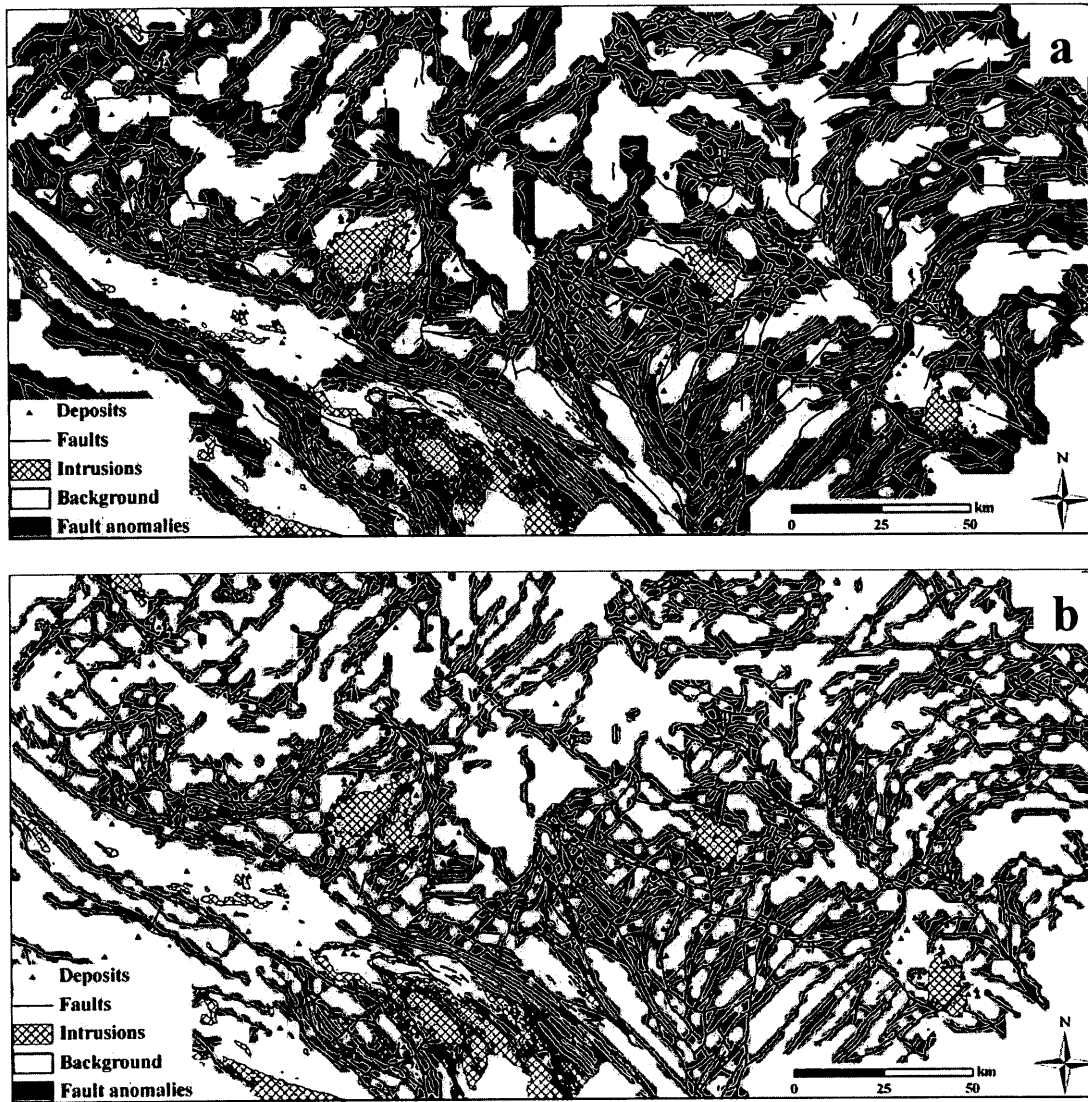 a
Deposits
Faults
Intrusions
Background
Fault anomalies
N
km
0 25 50
b
Deposits
Faults
Intrusions
Background
Fault anomalies
N
km
0 25 50